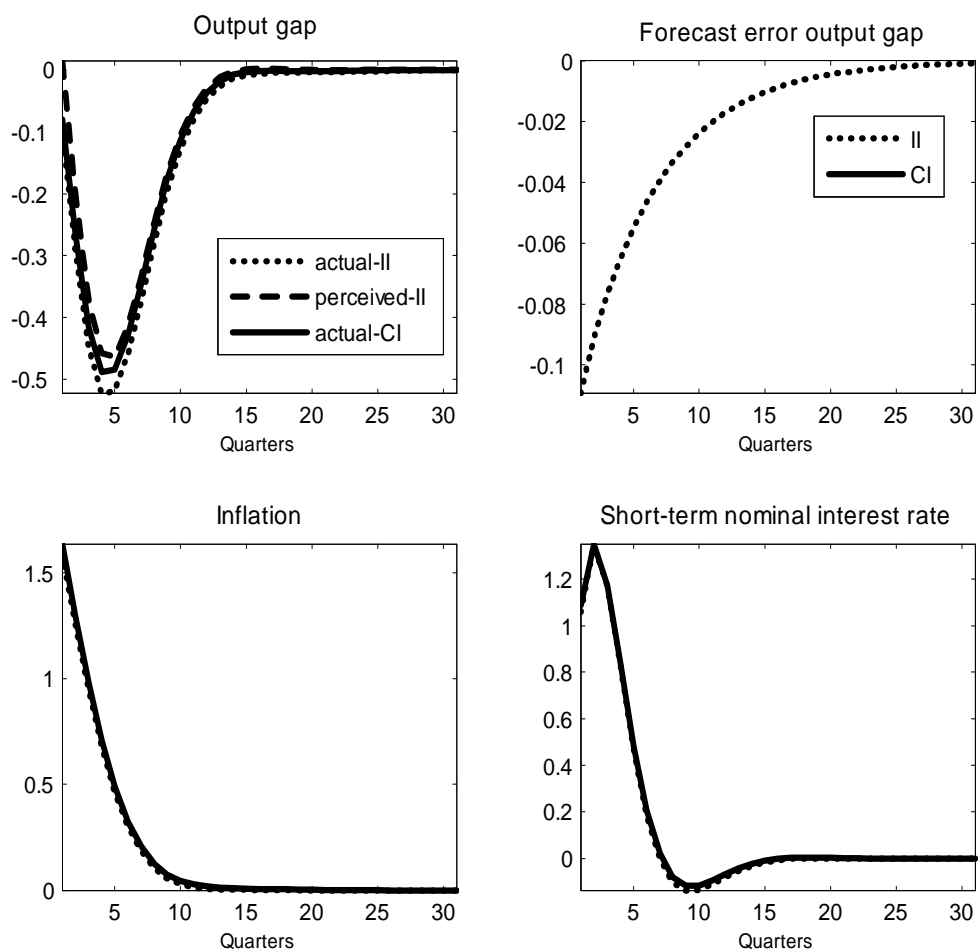 Output gap
0
-0.1
-0.2
-0.3
-0.4
-0.5
actual-II
perceived-II
actual-CI
5 10 15 20 25 30
Quarters
Forecast error output gap
0
-0.02
-0.04
-0.06
-0.08
-0.1
II
CI
5 10 15 20 25 30
Quarters
Inflation
1.5
1
0.5
0
5 10 15 20 25 30
Quarters
Short-term nominal interest rate
1.2
1
0.8
0.6
0.4
0.2
0
5 10 15 20 25 30
Quarters